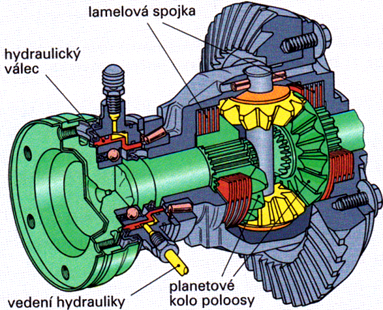 lamelová spojka
hydraulický
válec
planetové
kolo poloosy
vedení hydrauliky